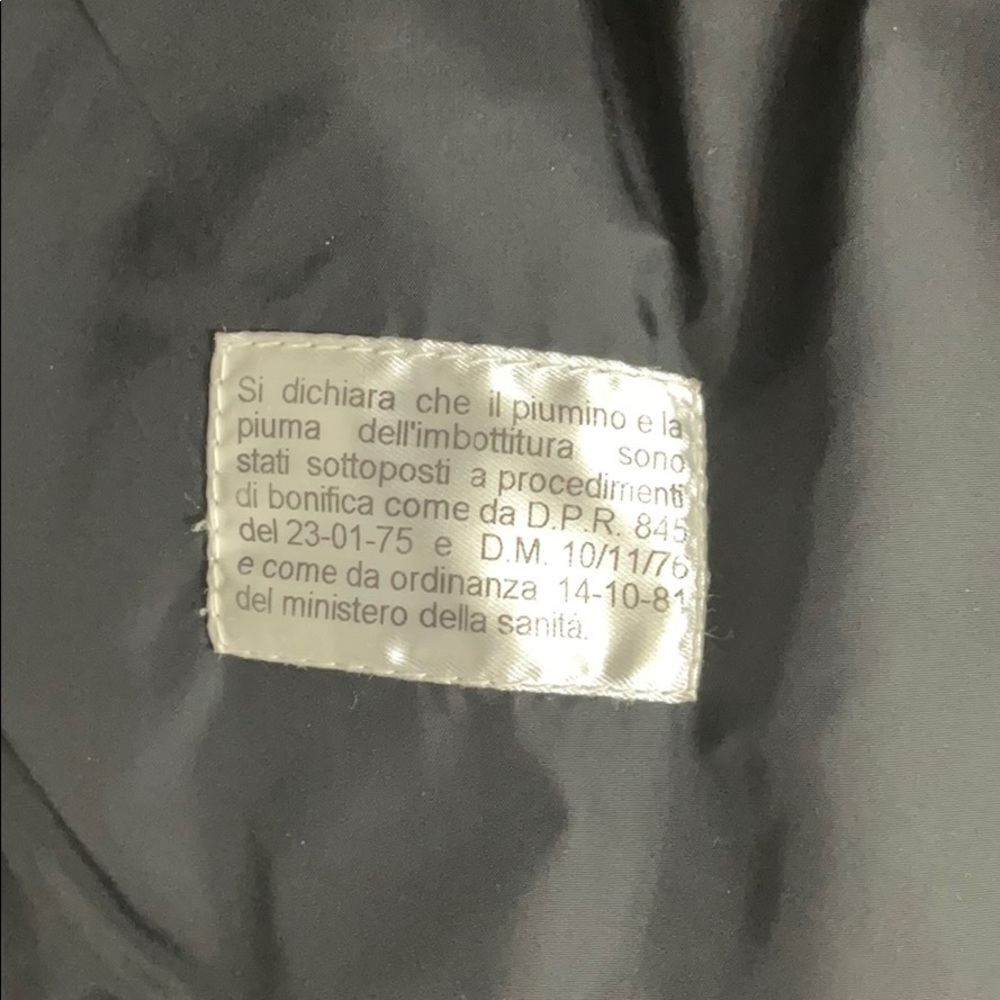 Si dichiara che il piumino e la
piuma dell'imbottitura sono
stati sottoposti a procedimenti
di bonifica come da D.P.R. 845
del 23-01-75 e D.M. 10/11/76
e come da ordinanza 14-10-81
del ministero della sanità.